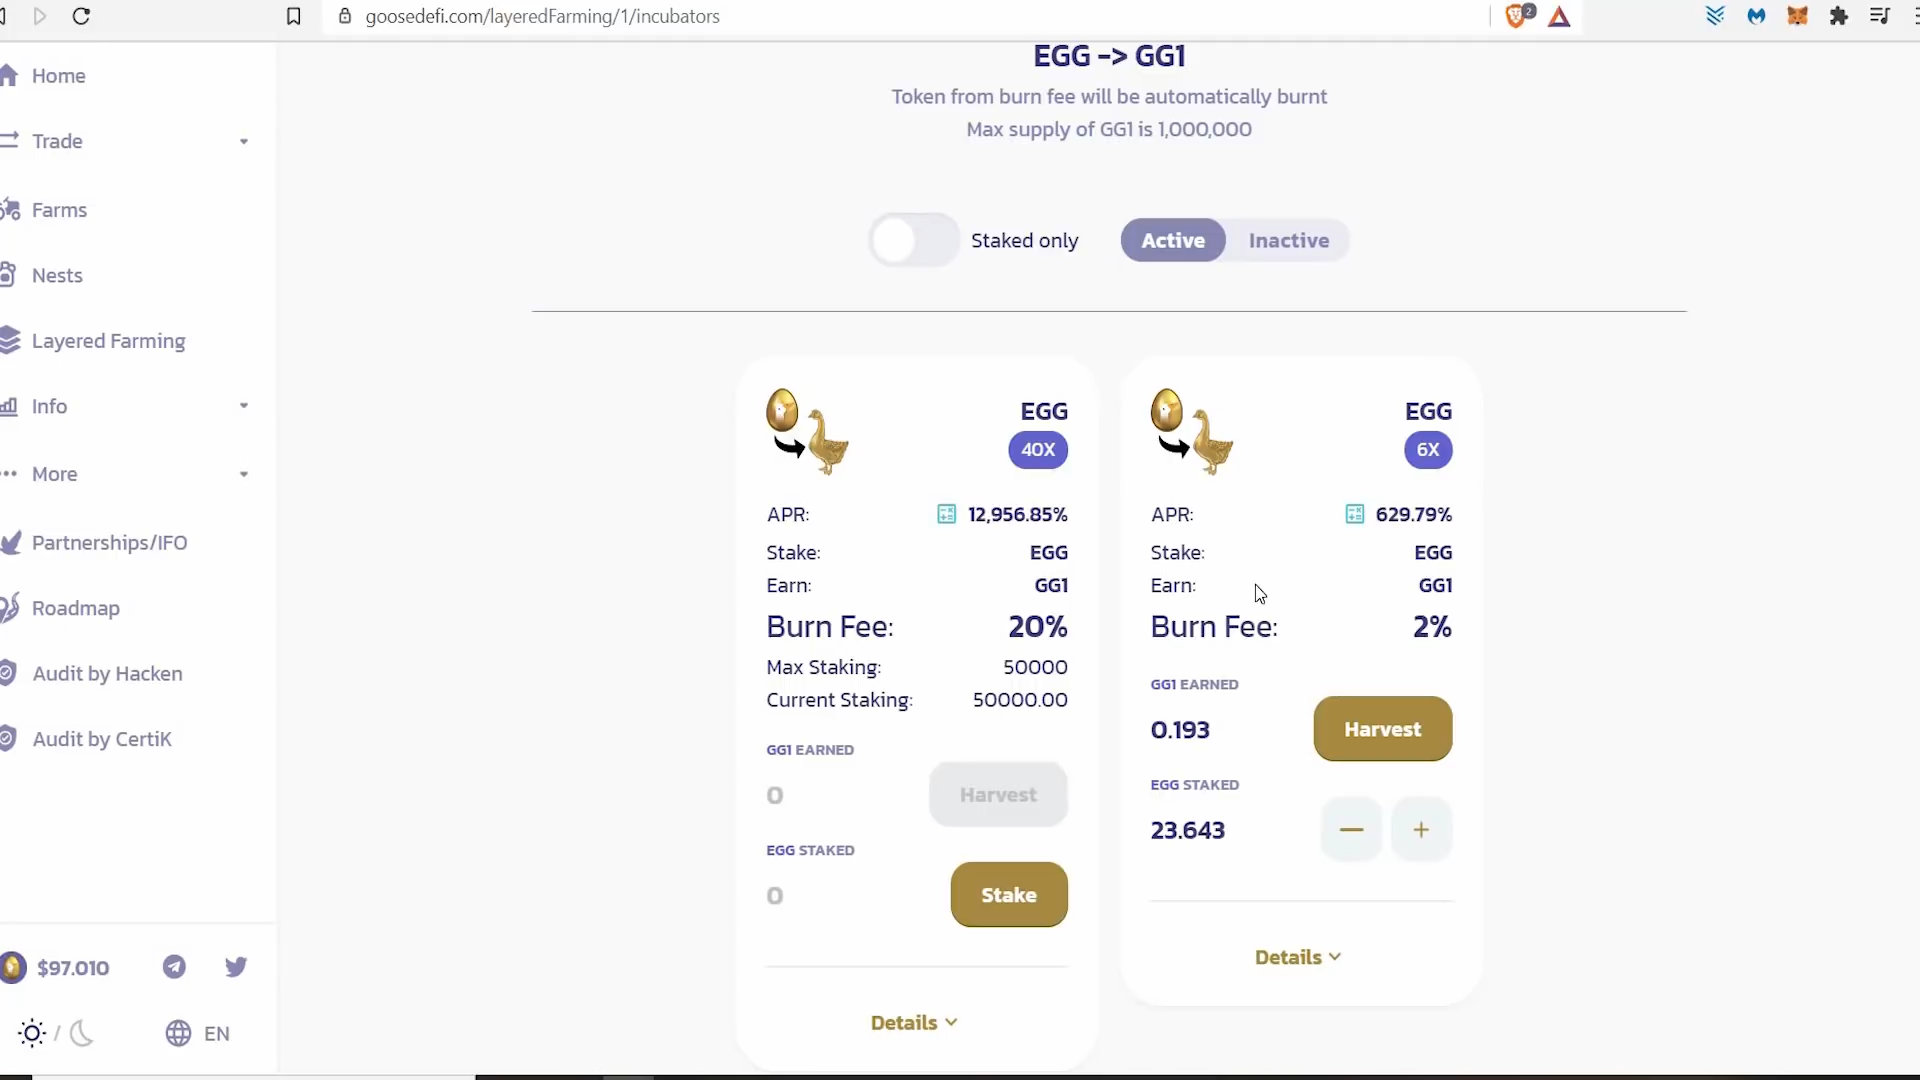 goosedefi.com/layeredFarming/1/incubators
2
Home
Trade
Farms
Nests
Layered Farming
Info
More
Partnerships/IFO
Roadmap
Audit by Hacken
Audit by CertiK
$97.010
/
EN
EGG -> GG1
Token from burn fee will be automatically burnt
Max supply of GG1 is 1,000,000
Staked only
Active Inactive
EGG
40X
APR: 12,956.85%
Stake: EGG
Earn: GG1
Burn Fee: 20%
Max Staking: 50000
Current Staking: 50000.00
GG1 EARNED
0 Harvest
EGG STAKED
0 Stake
Details
EGG
6X
APR: 629.79%
Stake: EGG
Earn: GG1
Burn Fee: 2%
GG1 EARNED
0.193 Harvest
EGG STAKED
23.643 — +
Details